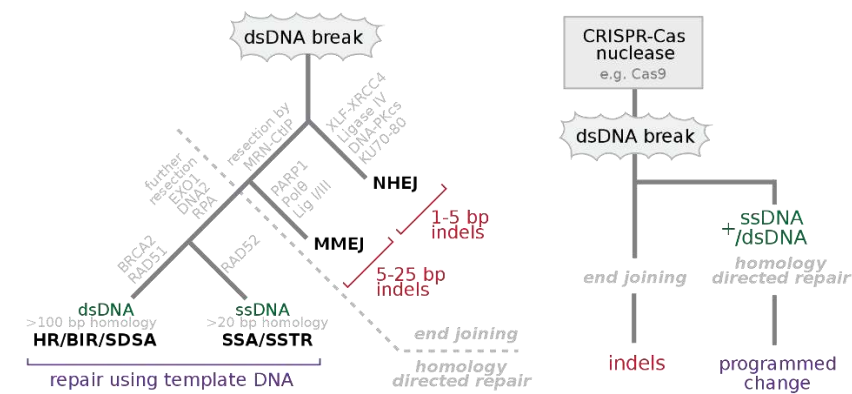 dsDNA break
resection by
MRN-CtIP
XLF-XRCC4
Ligase IV
DNA-PKcs
KU70-80
further
resection
EXO1
DNA2
RPA
PARP1
Polθ
Lig I/III
NHEJ
1-5 bp
indels
MMEJ
5-25 bp
indels
BRCA2
RAD51
RAD52
dsDNA
>100 bp homology
HR/BIR/SDSA
ssDNA
>20 bp homology
SSA/SSTR
repair using template DNA
end joining
homology
directed repair
CRISPR-Cas
nuclease
e.g. Cas9
dsDNA break
+ssDNA
/dsDNA
end joining
homology
directed repair
indels
programmed
change